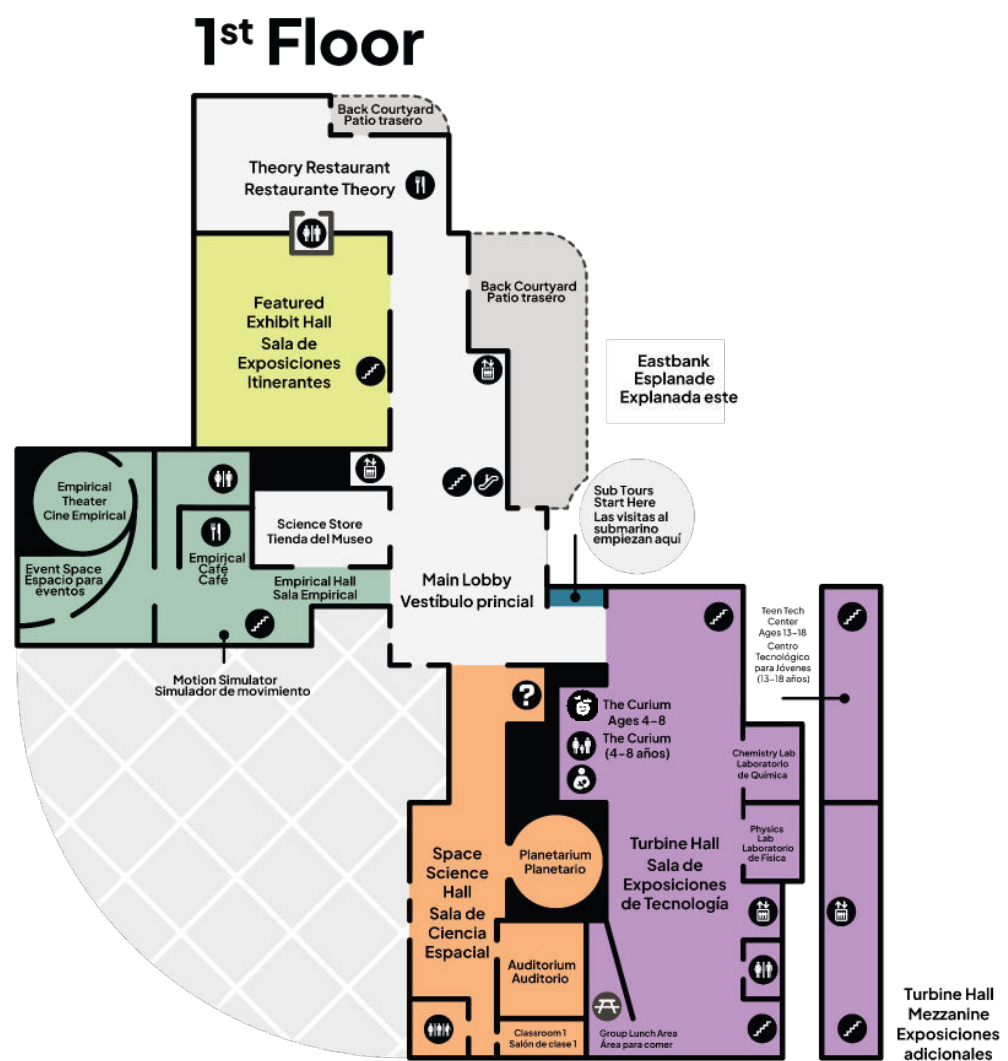 1st Floor
Back Courtyard
Patio trasero
Theory Restaurant
Restaurante Theory
Featured
Exhibit Hall
Sala de
Exposiciones
Itinerantes
Back Courtyard
Patio trasero
Eastbank
Esplanade
Explanada este
Empirical
Theater
Cine Empirical
Event Space
Espacio para
eventos
Empirical
Café
Café
Science Store
Tienda del Museo
Empirical Hall
Sala Empirical
Main Lobby
Vestíbulo princial
Sub Tours
Start Here
Las visitas al
submarino
empiezan aquí
Motion Simulator
Simulador de movimiento
?
The Curium
Ages 4–8
The Curium
(4–8 años)
Teen Tech
Center
Ages 13–18
Centro
Tecnológico
para Jóvenes
(13–18 años)
Chemistry Lab
Laboratorio
de Química
Physics
Lab
Laboratorio
de Física
Space
Science
Hall
Sala de
Ciencia
Espacial
Planetarium
Planetario
Turbine Hall
Sala de
Exposiciones
de Tecnología
Auditorium
Auditorio
Classroom 1
Salón de clase 1
Group Lunch Area
Área para comer
Turbine Hall
Mezzanine
Exposiciones
adicionales